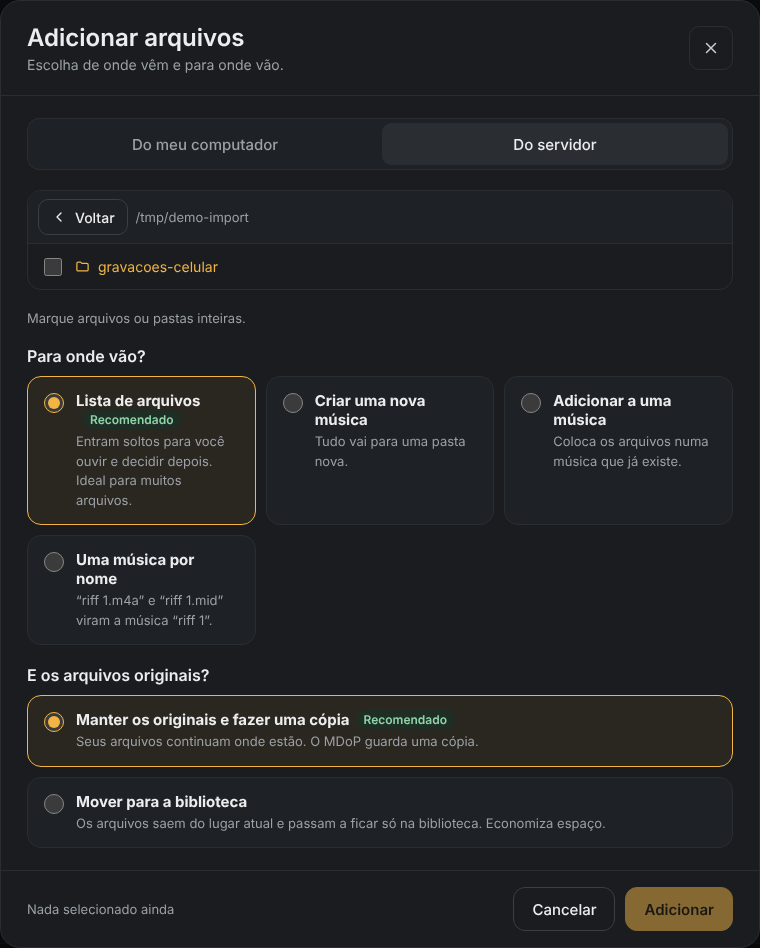 Adicionar arquivos
Escolha de onde vêm e para onde vão.
Do meu computador
Do servidor
Voltar
/tmp/demo-import
gravacoes-celular
Marque arquivos ou pastas inteiras.
Para onde vão?
Lista de arquivos
Recomendado
Entram soltos para você
ouvir e decidir depois.
Ideal para muitos
arquivos.
Criar uma nova
música
Tudo vai para uma pasta
nova.
Adicionar a uma
música
Coloca os arquivos numa
música que já existe.
Uma música por
nome
“riff 1.m4a” e “riff 1.mid”
viram a música “riff 1”.
E os arquivos originais?
Manter os originais e fazer uma cópia Recomendado
Seus arquivos continuam onde estão. O MDoP guarda uma cópia.
Mover para a biblioteca
Os arquivos saem do lugar atual e passam a ficar só na biblioteca. Economiza espaço.
Nada selecionado ainda
Cancelar
Adicionar